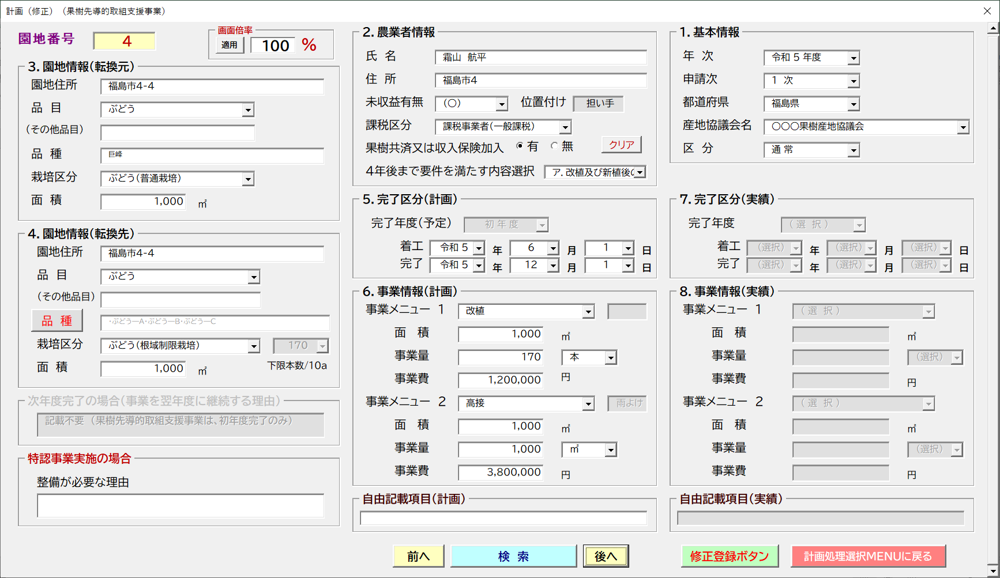 計画（修正）（果樹先導的取組支援事業）
園地番号 4
画面倍率
適用 100 %
3. 園地情報(転換元)
園地住所 福島市4-4
品 目 ぶどう
(その他品目)
品 種 巨峰
栽培区分 ぶどう(普通栽培)
面 積 1,000 ㎡
4. 園地情報(転換先)
園地住所 福島市4-4
品 目 ぶどう
(その他品目)
品 種 ・ぶどう―A・ぶどう―B・ぶどう―C
栽培区分 ぶどう(根域制限栽培) 170
面 積 1,000 ㎡ 下限本数/10a
次年度完了の場合(事業を翌年度に継続する理由)
記載不要 (果樹先導的取組支援事業は、初年度完了のみ)
特認事業実施の場合
整備が必要な理由
2. 農業者情報
氏 名 霜山 航平
住 所 福島市4
未収益有無 (○) 位置付け 担い手
課税区分 課税事業者(一般課税)
果樹共済又は収入保険加入 有 無 クリア
4年後まで要件を満たす内容選択 ア. 改植及び新植後の
5. 完了区分(計画)
完了年度(予定) 初年度
着工 令和 5 年 6 月 1 日
完了 令和 5 年 12 月 1 日
6. 事業情報(計画)
事業メニュー 1 改植
面 積 1,000 ㎡
事業量 170 本
事業費 1,200,000 円
事業メニュー 2 高接 雨よけ
面 積 1,000 ㎡
事業量 1,000 ㎡
事業費 3,800,000 円
自由記載項目(計画)
1. 基本情報
年 次 令和 5 年度
申請次 1 次
都道府県 福島県
産地協議会名 ○○○果樹産地協議会
区 分 通 常
7. 完了区分(実績)
完了年度 ( 選 択 )
着工 (選択) 年 (選択) 月 (選択) 日
完了 (選択) 年 (選択) 月 (選択) 日
8. 事業情報(実績)
事業メニュー 1 ( 選 択 )
面 積 ㎡
事業量 (選択)
事業費 円
事業メニュー 2 ( 選 択 )
面 積 ㎡
事業量 (選択)
事業費 円
自由記載項目(実績)
前へ 検 索 後へ 修正登録ボタン 計画処理選択MENUに戻る